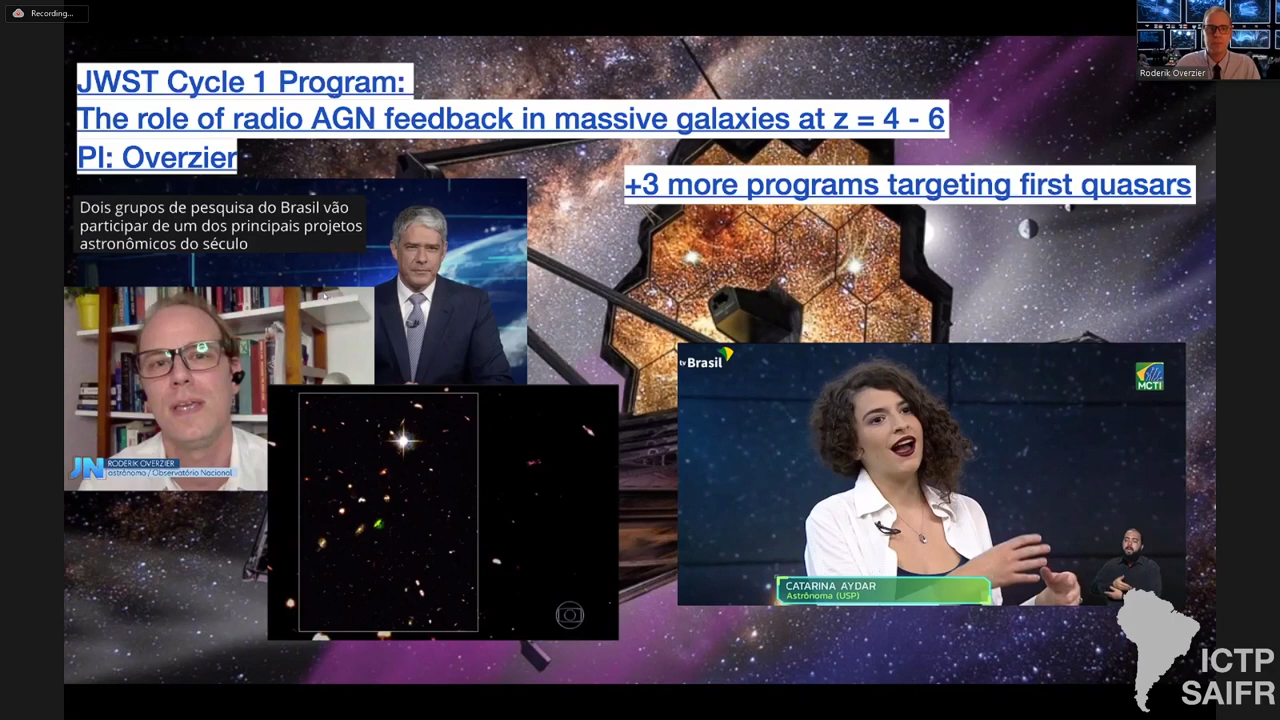 Recording...
Roderik Overzier
JWST Cycle 1 Program:
The role of radio AGN feedback in massive galaxies at z = 4 - 6
PI: Overzier
+3 more programs targeting first quasars
Dois grupos de pesquisa do Brasil vão
participar de um dos principais projetos
astronômicos do século
JN
RODERIK OVERZIER
astrônomo / Observatório Nacional
tv Brasil
MCTI
CATARINA AYDAR
Astrônoma (USP)
ICTP
SAIFR